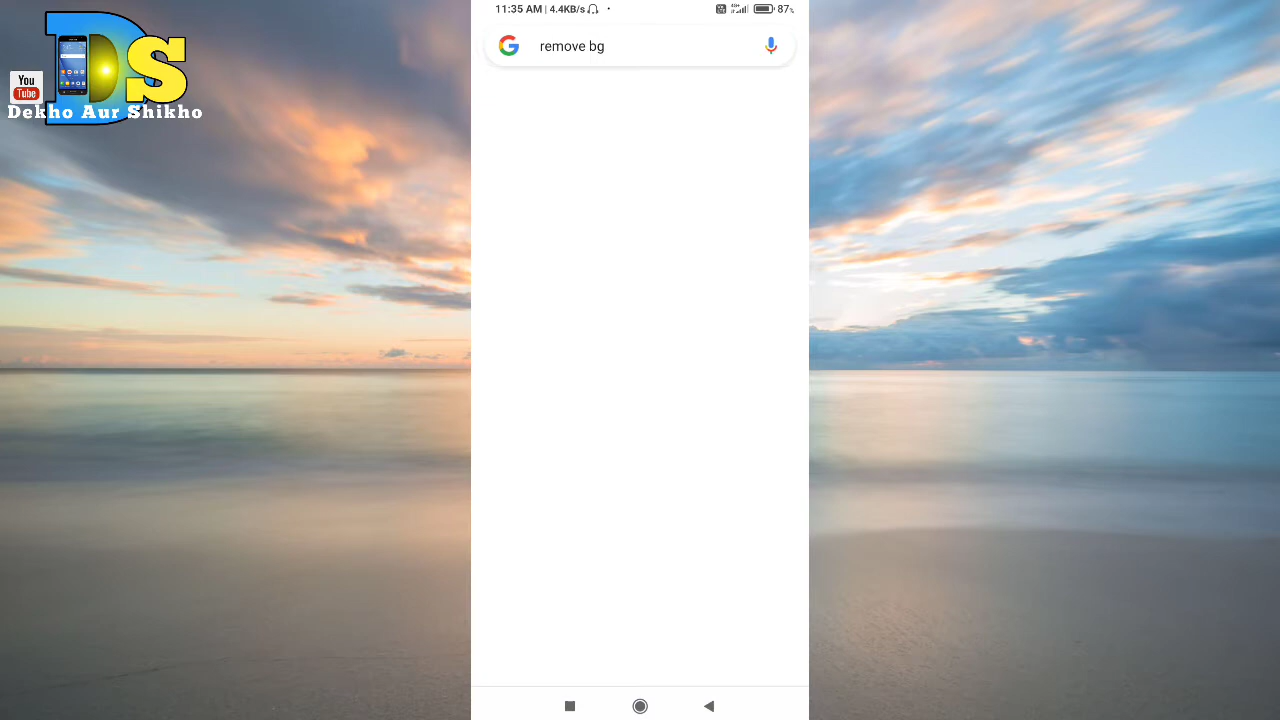 11:35 AM | 4.4KB/s
87%
remove bg
You
Tube
DS
Dekho Aur Shikho